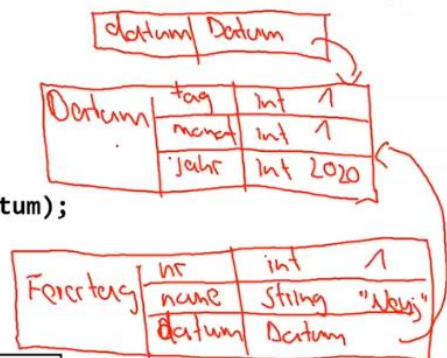 datum Datum
Datum tag int 1
monat int 1
jahr int 2020
tum);
Feiertag nr int 1
name string "Neuj"
datum Datum